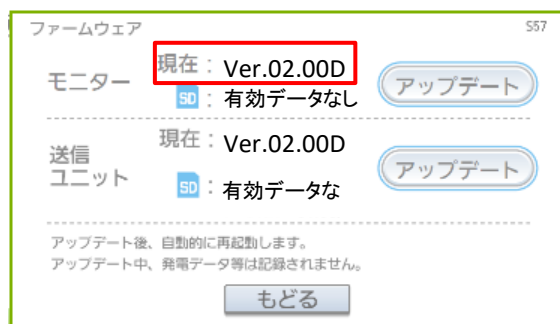 ファームウェア S57
モニター 現在： Ver.02.00D
SD ： 有効データなし
アップデート
送信
ユニット
現在： Ver.02.00D
SD ： 有効データな
アップデート
アップデート後、自動的に再起動します。
アップデート中、発電データ等は記録されません。
もどる